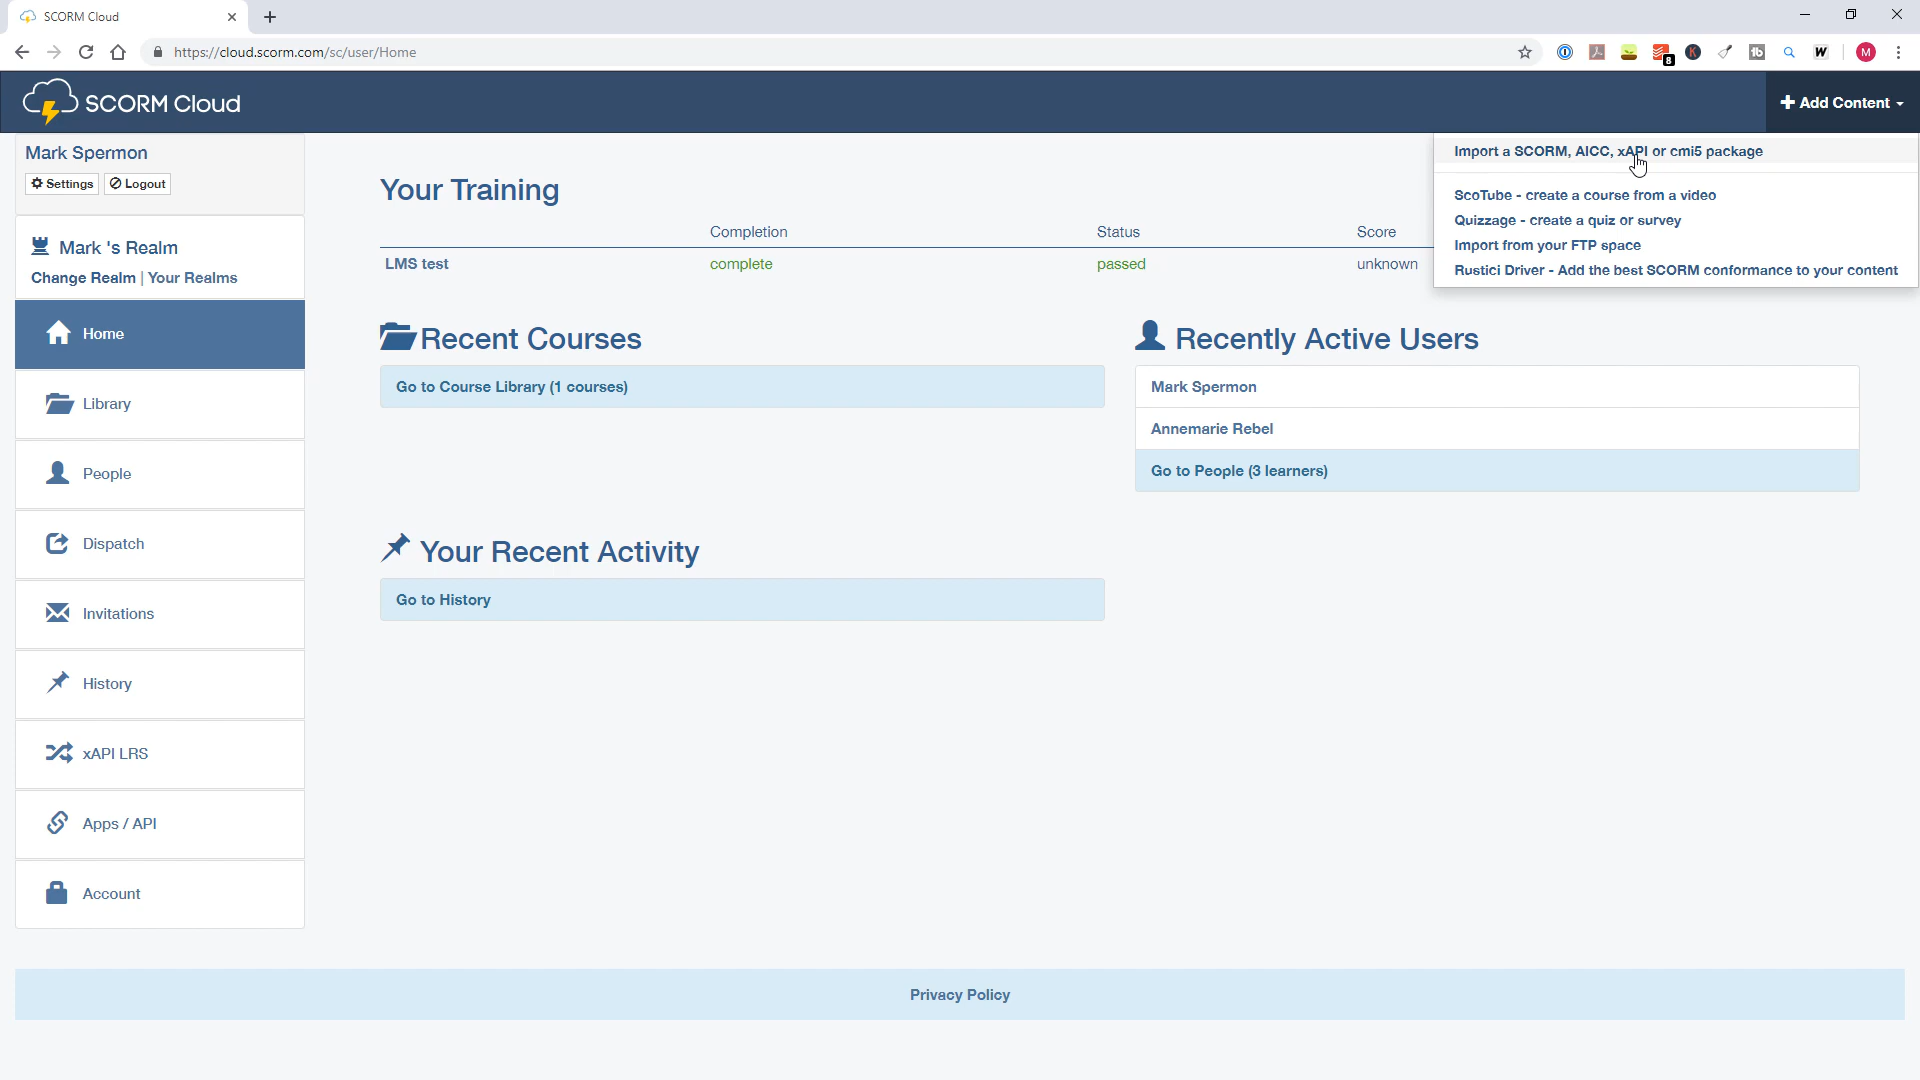 SCORM Cloud
https://cloud.scorm.com/sc/user/Home
8
M
SCORM Cloud
Add Content
Mark Spermon
Settings
Logout
Mark 's Realm
Change Realm | Your Realms
Home
Library
People
Dispatch
Invitations
History
xAPI LRS
Apps / API
Account
Import a SCORM, AICC, xAPI or cmi5 package
ScoTube - create a course from a video
Quizzage - create a quiz or survey
Import from your FTP space
Rustici Driver - Add the best SCORM conformance to your content
Your Training
Completion Status Score
LMS test complete passed unknown
Recent Courses
Go to Course Library (1 courses)
Recently Active Users
Mark Spermon
Annemarie Rebel
Go to People (3 learners)
Your Recent Activity
Go to History
Privacy Policy